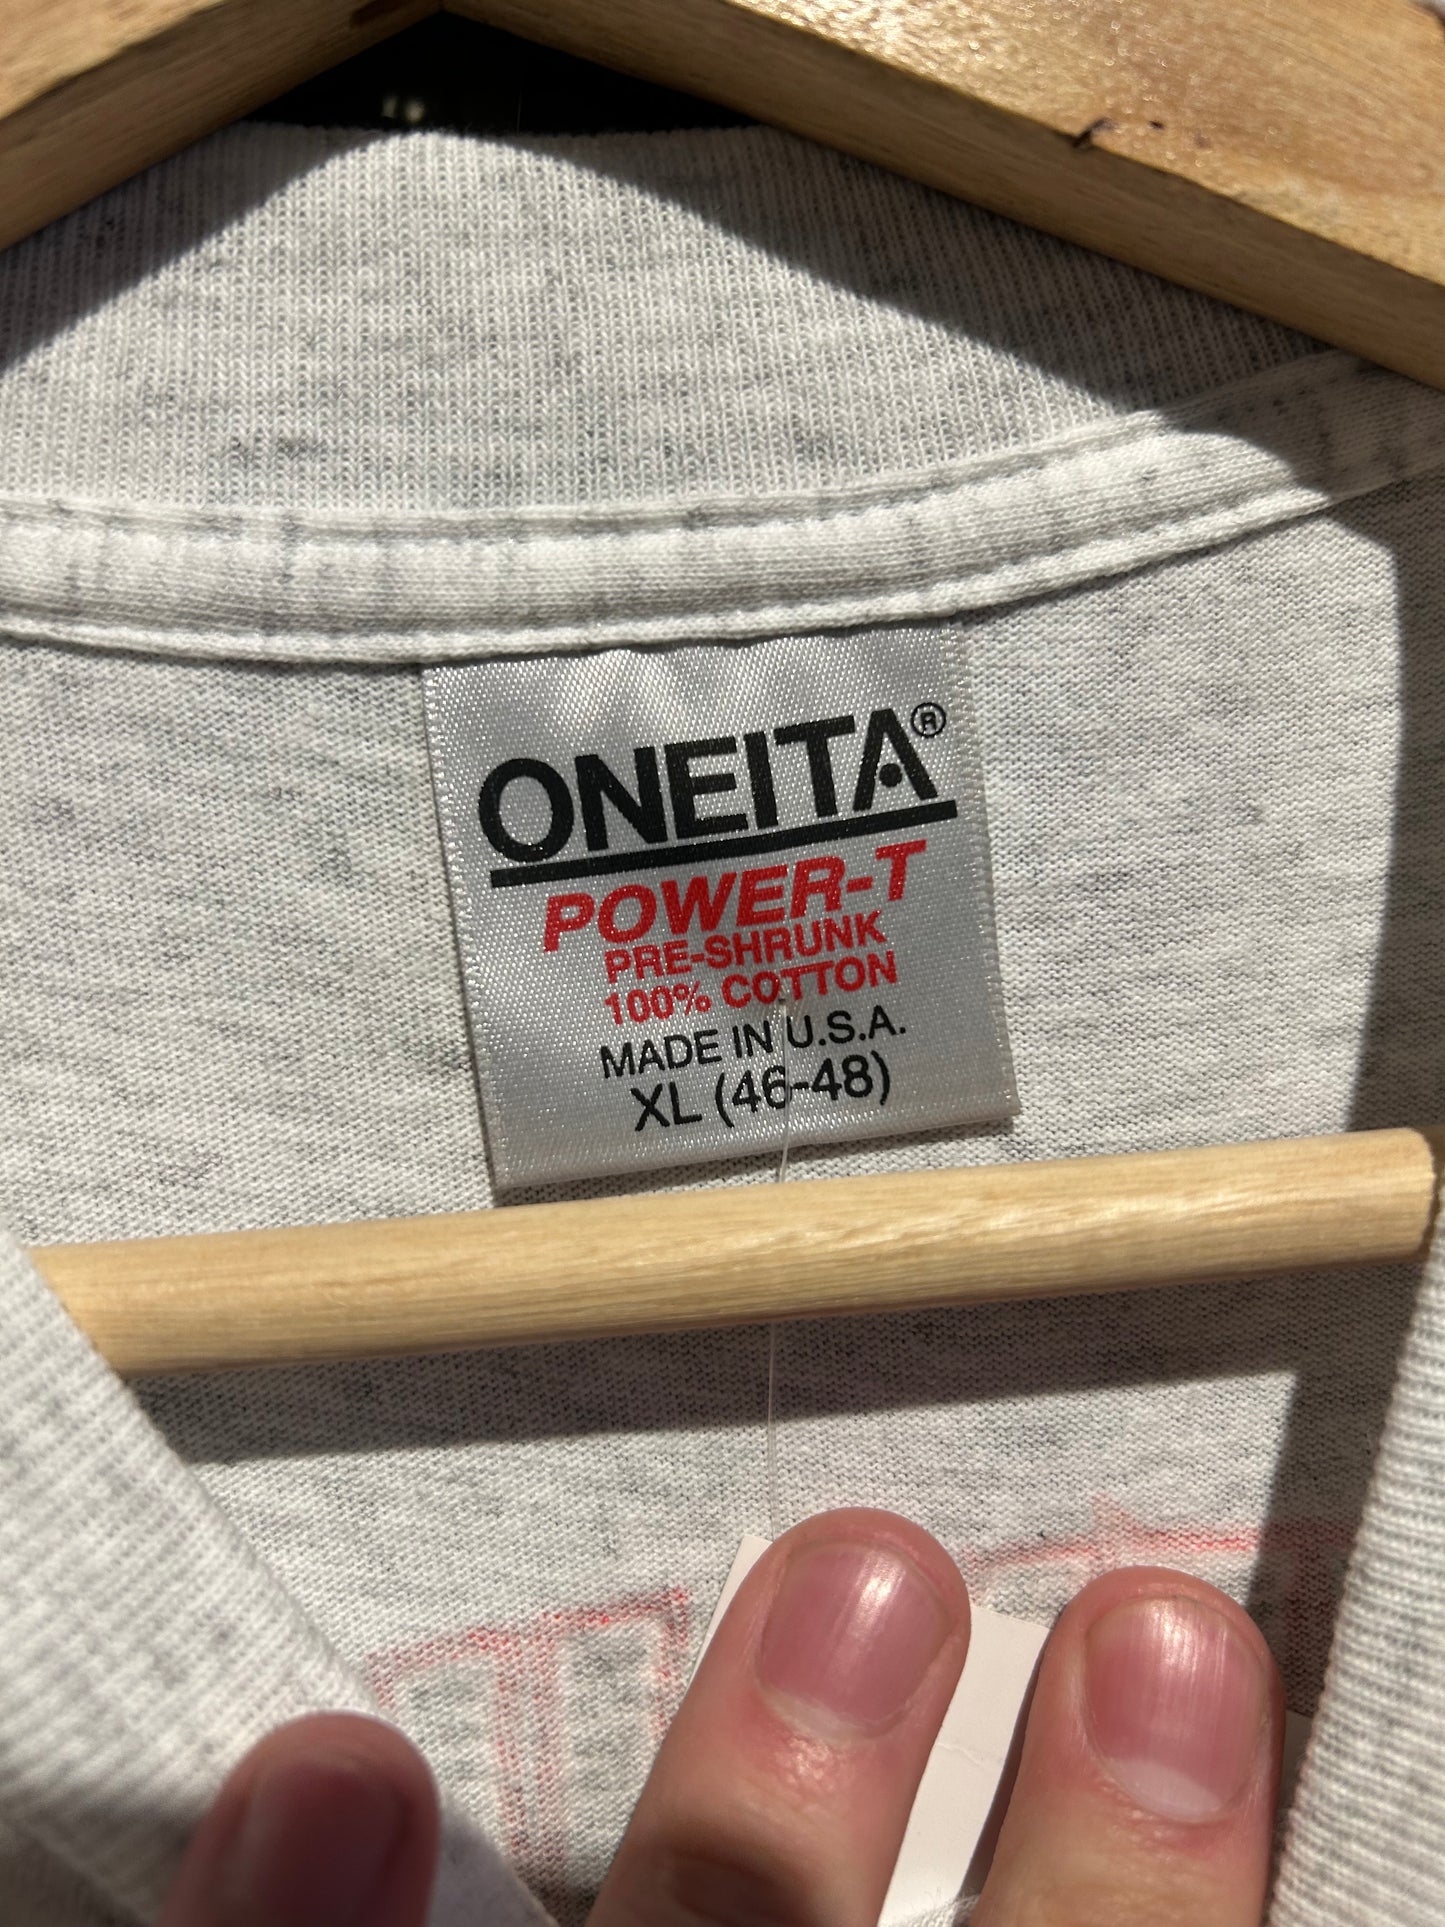 ONEITA®
POWER-T
PRE-SHRUNK
100% COTTON
MADE IN U.S.A.
XL (46-48)